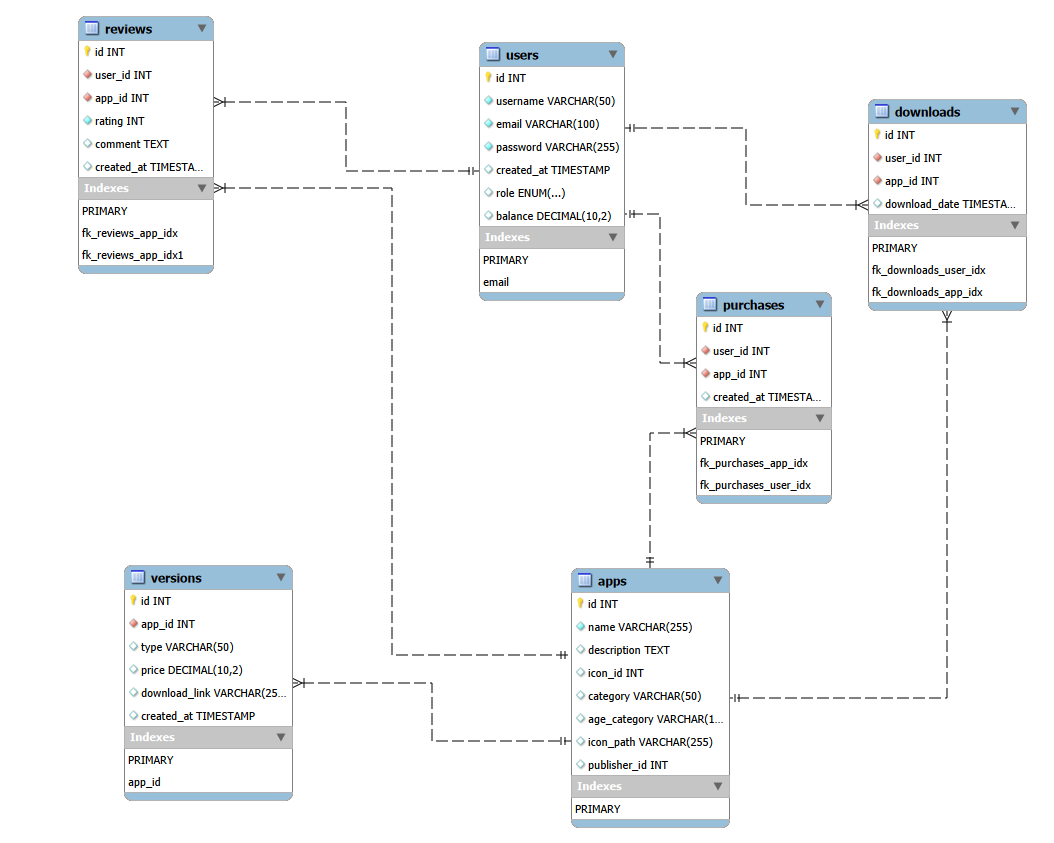 reviews
id INT
user_id INT
app_id INT
rating INT
comment TEXT
created_at TIMESTA...
Indexes
PRIMARY
fk_reviews_app_idx
fk_reviews_app_idx1
users
id INT
username VARCHAR(50)
email VARCHAR(100)
password VARCHAR(255)
created_at TIMESTAMP
role ENUM(...)
balance DECIMAL(10,2)
Indexes
PRIMARY
email
downloads
id INT
user_id INT
app_id INT
download_date TIMESTA...
Indexes
PRIMARY
fk_downloads_user_idx
fk_downloads_app_idx
purchases
id INT
user_id INT
app_id INT
created_at TIMESTA...
Indexes
PRIMARY
fk_purchases_app_idx
fk_purchases_user_idx
versions
id INT
app_id INT
type VARCHAR(50)
price DECIMAL(10,2)
download_link VARCHAR(25...
created_at TIMESTAMP
Indexes
PRIMARY
app_id
apps
id INT
name VARCHAR(255)
description TEXT
icon_id INT
category VARCHAR(50)
age_category VARCHAR(1...
icon_path VARCHAR(255)
publisher_id INT
Indexes
PRIMARY